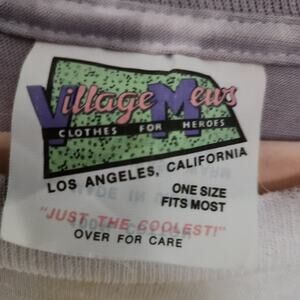 Village Mews
CLOTHES FOR HEROES
LOS ANGELES, CALIFORNIA
ONE SIZE
FITS MOST
"JUST THE COOLEST!"
OVER FOR CARE